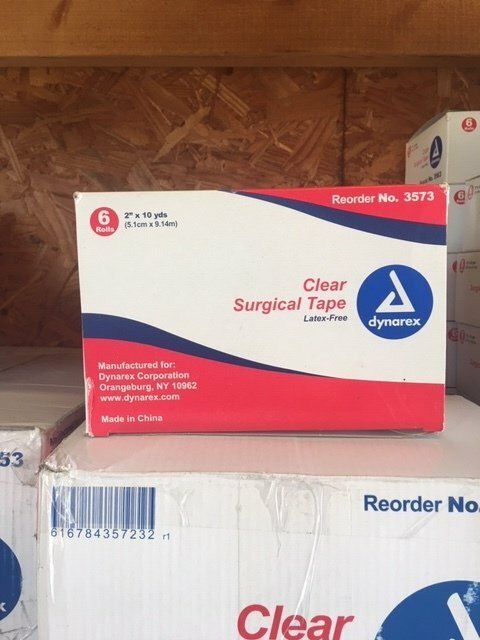 6
Rolls
2" x 10 yds
(5.1cm x 9.14m)
Reorder No. 3573
Clear
Surgical Tape
Latex-Free
dynarex
Manufactured for:
Dynarex Corporation
Orangeburg, NY 10962
www.dynarex.com
Made in China
6
53
616784357232 r1
Reorder No.
Clear